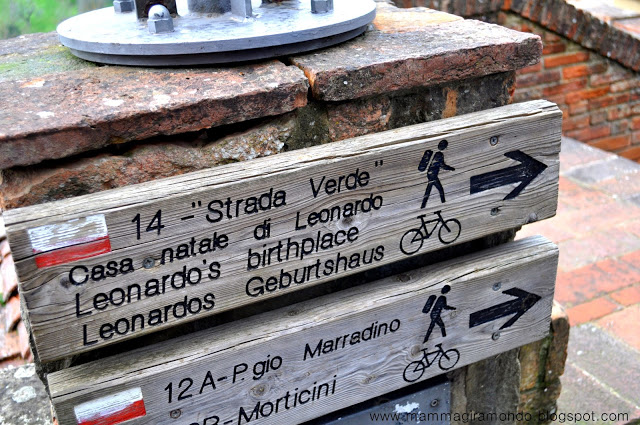 14 - "Strada Verde"
Casa natale di Leonardo
Leonardo's birthplace
Leonardos Geburtshaus
12 A - P.gio Marradino
Morticini
www.mammagiramondo.blogspot.com